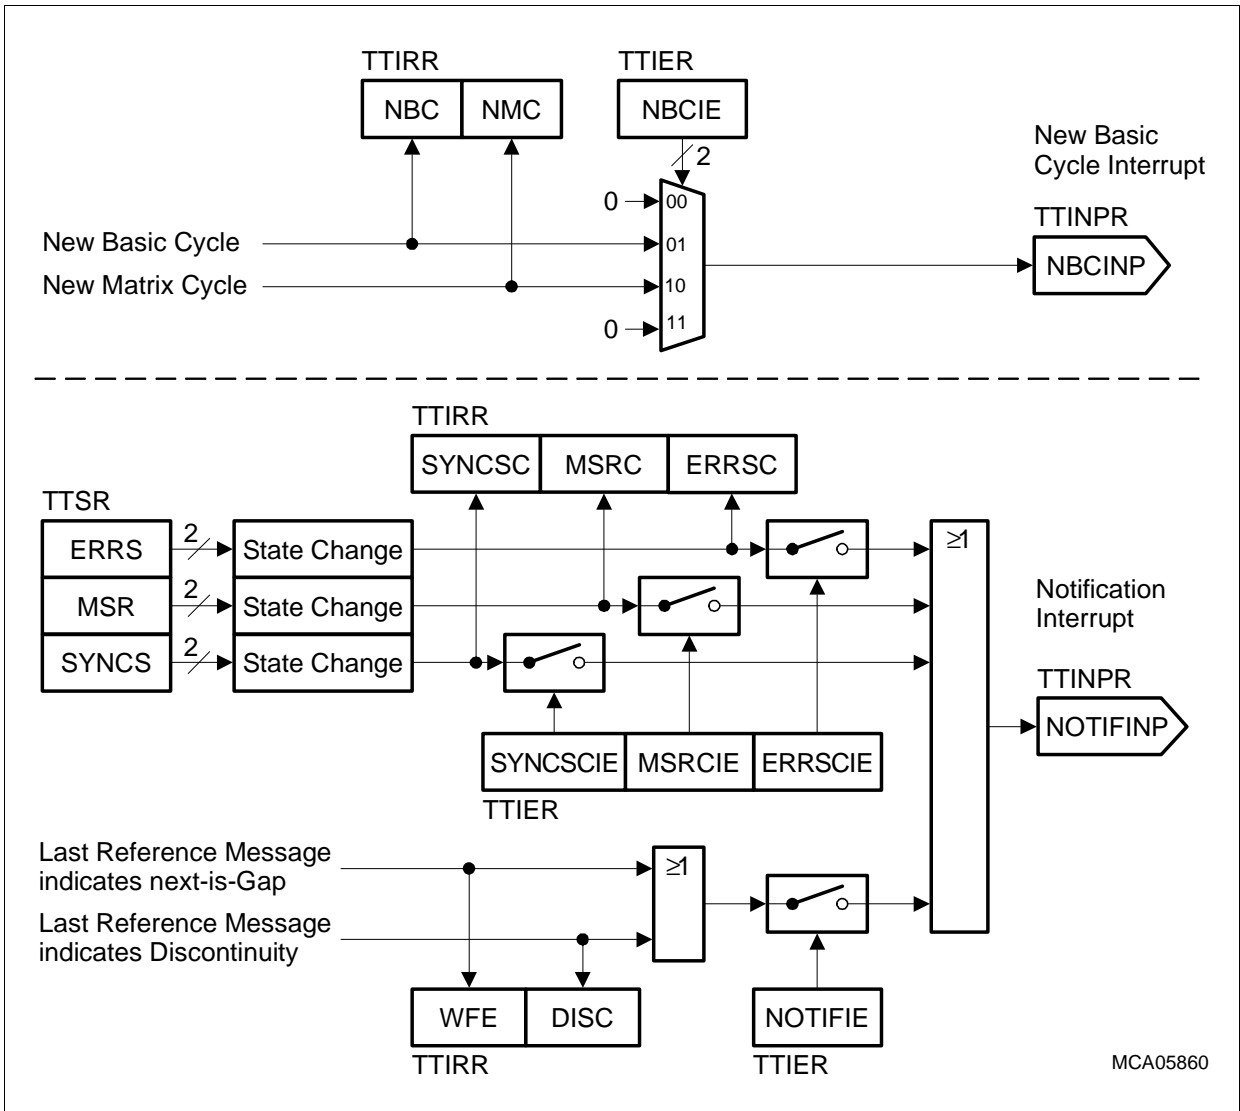 TTIRR
TTIER
NBC
NMC
NBCIE
2
New Basic
Cycle Interrupt
0
00
TTINPR
New Basic Cycle
01
NBCINP
New Matrix Cycle
10
0
11
TTIRR
SYNCSC
MSRC
ERRSC
TTSR
ERRS
2
State Change
≥1
MSR
2
State Change
Notification
Interrupt
SYNCS
2
State Change
TTINPR
NOTIFINP
SYNCSCIE
MSRCIE
ERRSCIE
TTIER
Last Reference Message
indicates next-is-Gap
≥1
Last Reference Message
indicates Discontinuity
WFE
DISC
NOTIFIE
TTIRR
TTIER
MCA05860